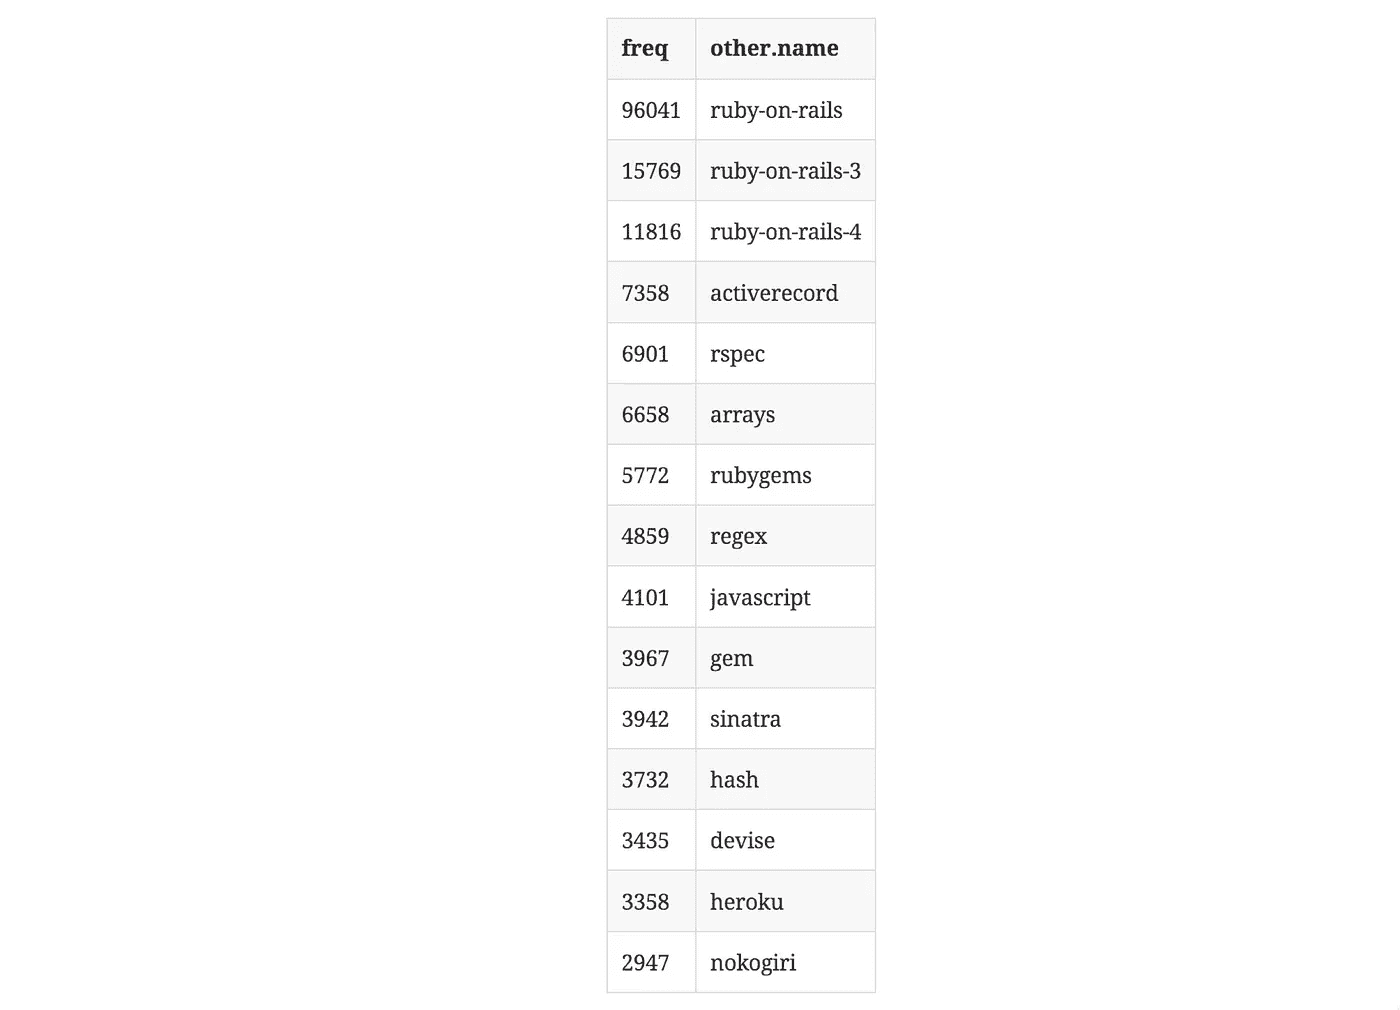 freq other.name
96041 ruby-on-rails
15769 ruby-on-rails-3
11816 ruby-on-rails-4
7358 activerecord
6901 rspec
6658 arrays
5772 rubygems
4859 regex
4101 javascript
3967 gem
3942 sinatra
3732 hash
3435 devise
3358 heroku
2947 nokogiri